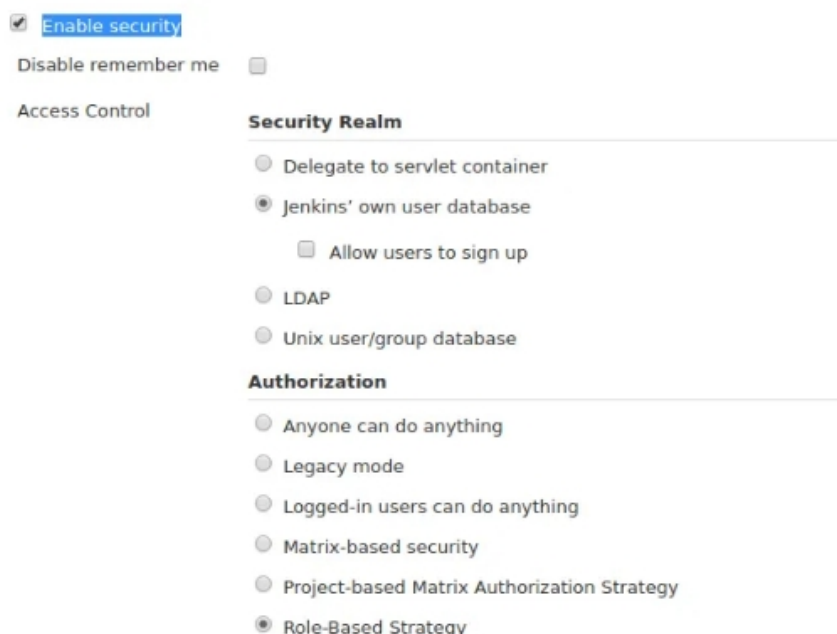 Enable security
Disable remember me
Access Control
Security Realm
Delegate to servlet container
Jenkins’ own user database
Allow users to sign up
LDAP
Unix user/group database
Authorization
Anyone can do anything
Legacy mode
Logged-in users can do anything
Matrix-based security
Project-based Matrix Authorization Strategy
Role-Based Strategy